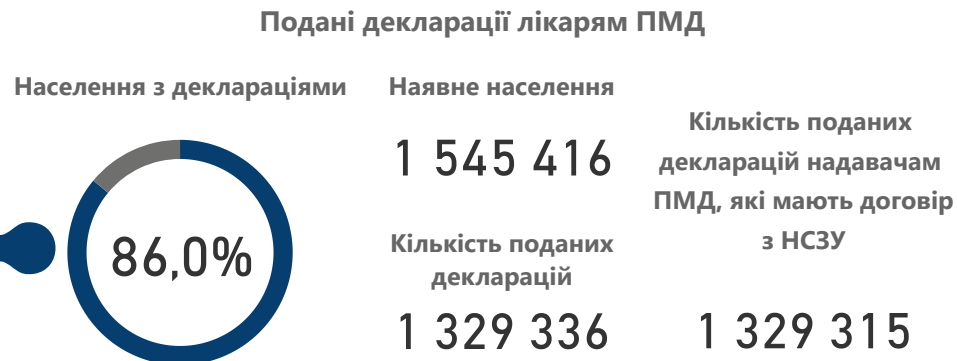 Подані декларації лікарям ПМД
Населення з деклараціями
86,0%
Наявне населення
1 545 416
Кількість поданих
декларацій
1 329 336
Кількість поданих
декларацій надавачам
ПМД, які мають договір
з НСЗУ
1 329 315